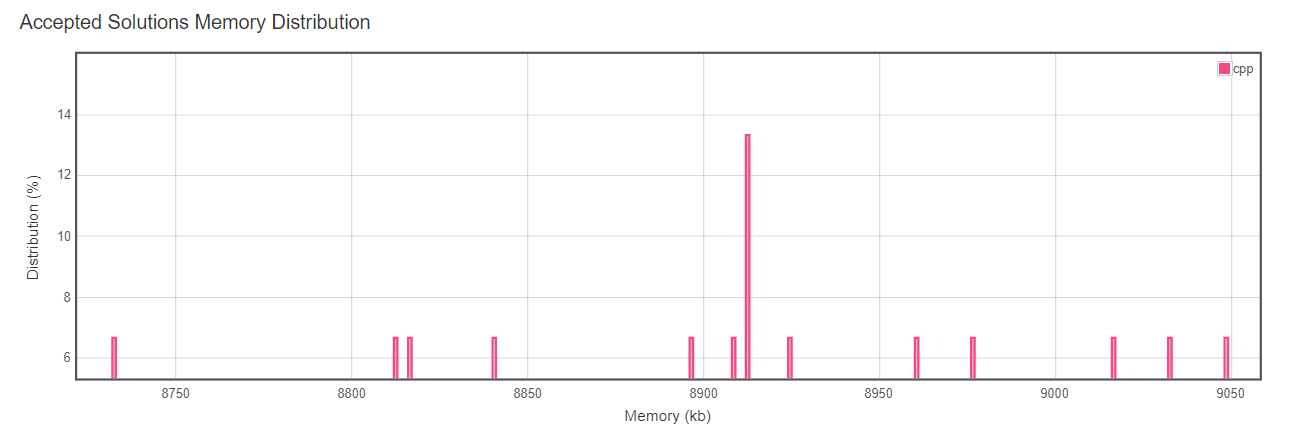 Accepted Solutions Memory Distribution
cpp
14
12
10
8
6
Distribution (%)
8750 8800 8850 8900 8950 9000 9050
Memory (kb)